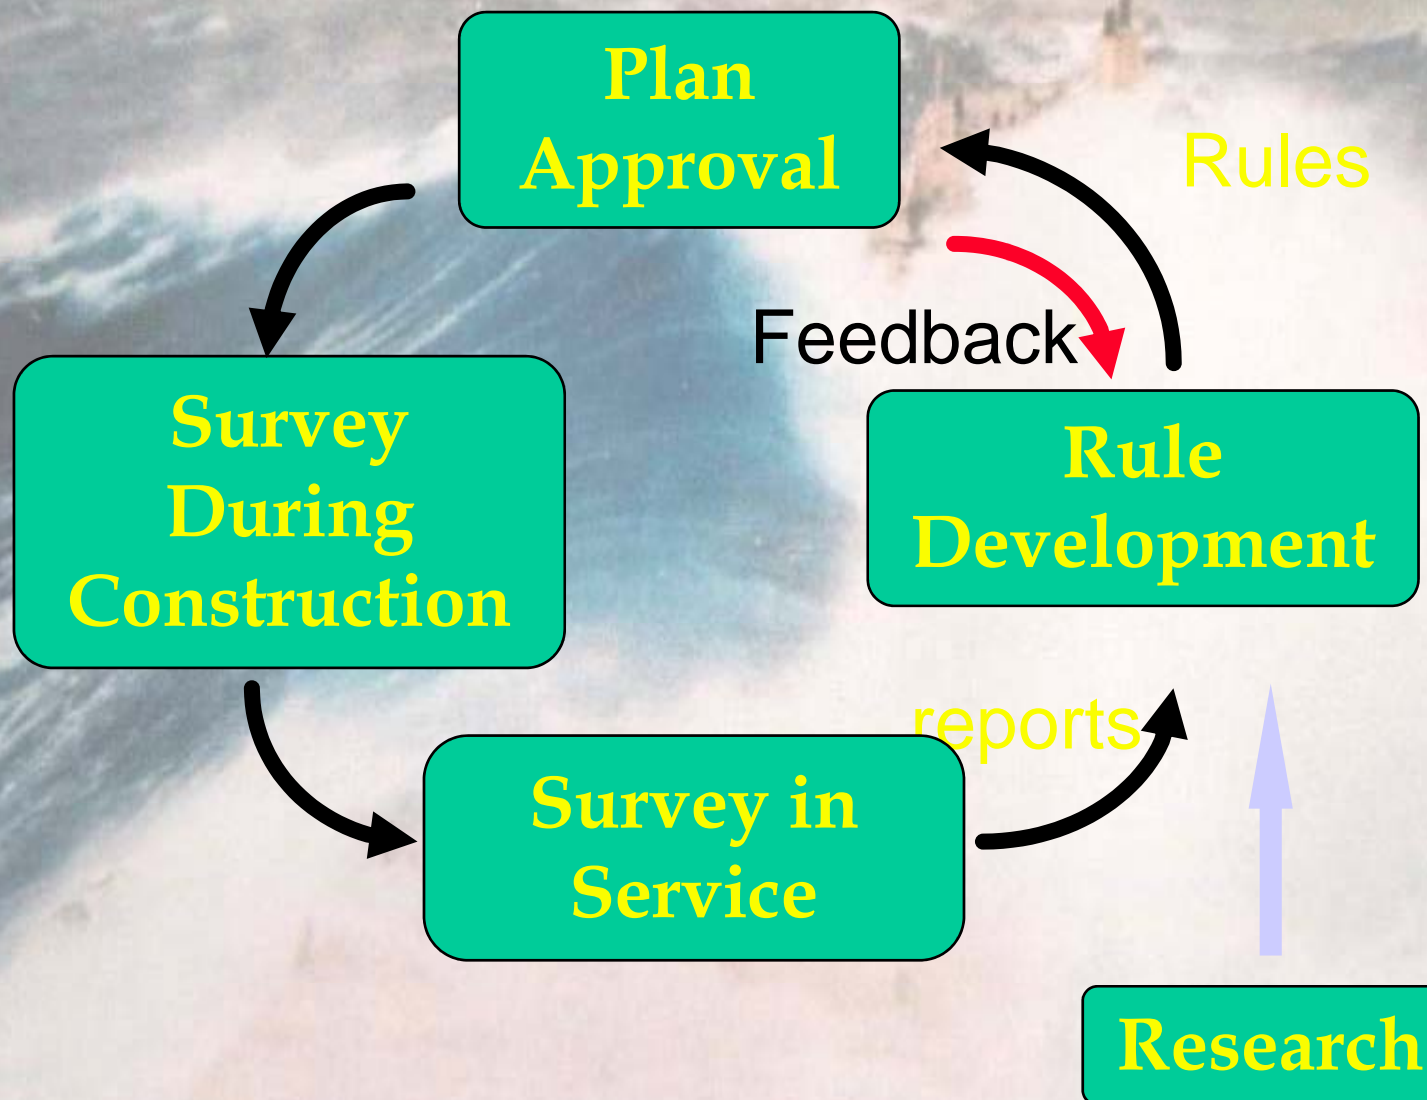 Plan
Approval
Rules
Feedback
Survey
During
Construction
Rule
Development
reports
Survey in
Service
Research